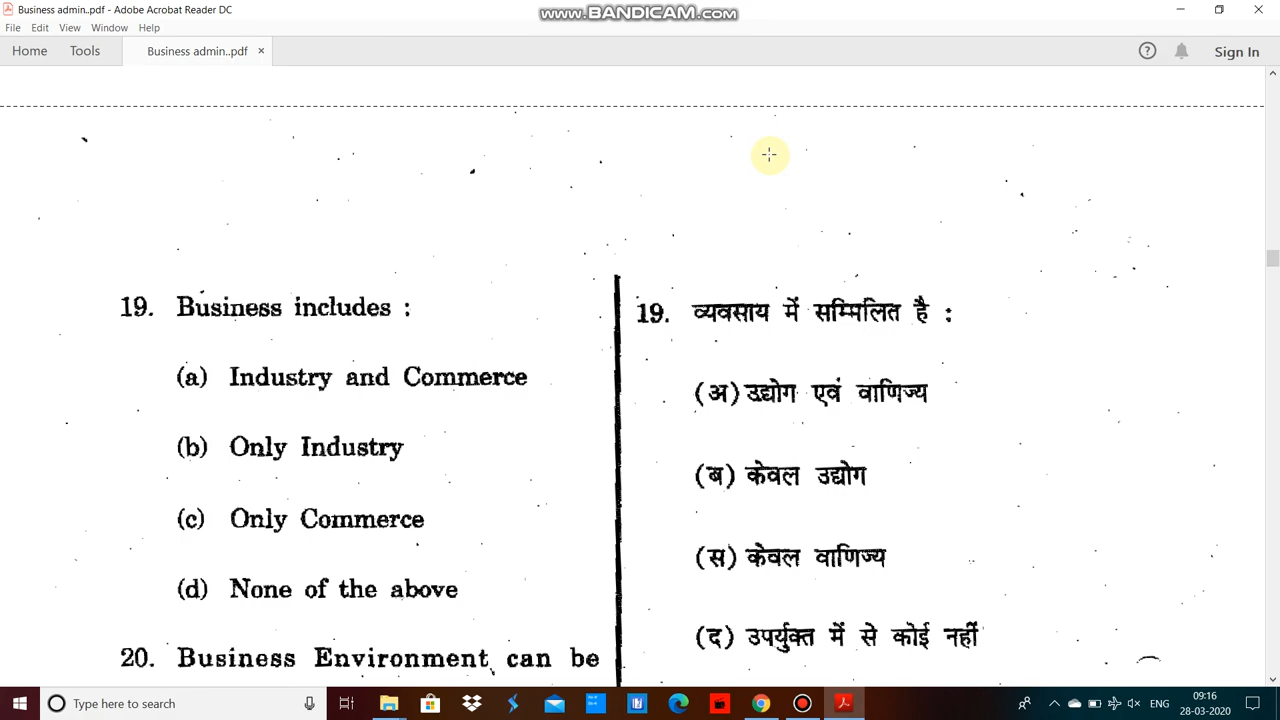 Business admin..pdf - Adobe Acrobat Reader DC
www.BANDICAM.com
File Edit View Window Help
Home Tools Business admin..pdf × Sign In
19. Business includes :
(a) Industry and Commerce
(b) Only Industry
(c) Only Commerce
(d) None of the above
20. Business Environment can be
19. व्यवसाय में सम्मिलित है :
(अ) उद्योग एवं वाणिज्य
(ब) केवल उद्योग
(स) केवल वाणिज्य
(द) उपर्युक्त में से कोई नहीं
Type here to search
ENG
09:16
28-03-2020